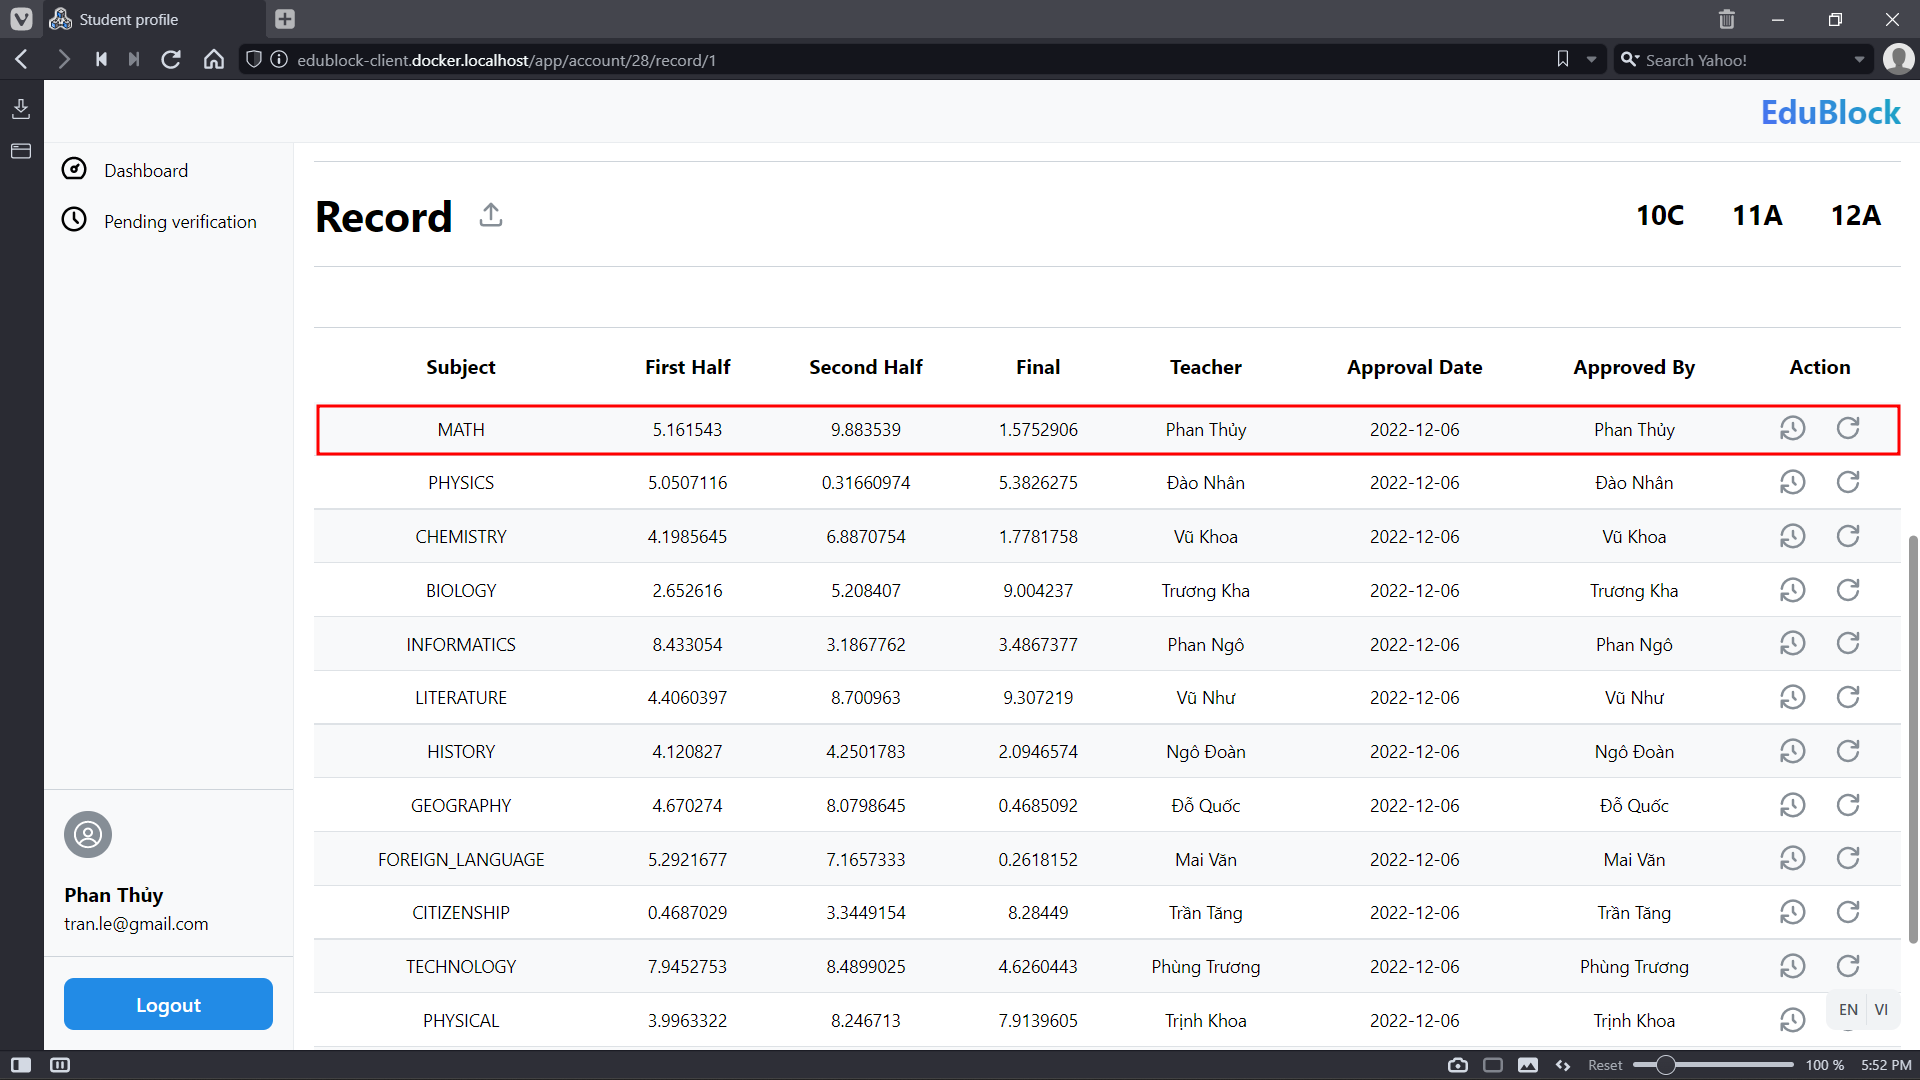 Student profile
edublock-client.docker.localhost/app/account/28/record/1
Search Yahoo!
EduBlock
Dashboard
Pending verification
Record
10C 11A 12A
Subject First Half Second Half Final Teacher Approval Date Approved By Action
MATH 5.161543 9.883539 1.5752906 Phan Thủy 2022-12-06 Phan Thủy
PHYSICS 5.0507116 0.31660974 5.3826275 Đào Nhân 2022-12-06 Đào Nhân
CHEMISTRY 4.1985645 6.8870754 1.7781758 Vũ Khoa 2022-12-06 Vũ Khoa
BIOLOGY 2.652616 5.208407 9.004237 Trương Kha 2022-12-06 Trương Kha
INFORMATICS 8.433054 3.1867762 3.4867377 Phan Ngô 2022-12-06 Phan Ngô
LITERATURE 4.4060397 8.700963 9.307219 Vũ Như 2022-12-06 Vũ Như
HISTORY 4.120827 4.2501783 2.0946574 Ngô Đoàn 2022-12-06 Ngô Đoàn
GEOGRAPHY 4.670274 8.0798645 0.4685092 Đỗ Quốc 2022-12-06 Đỗ Quốc
FOREIGN_LANGUAGE 5.2921677 7.1657333 0.2618152 Mai Văn 2022-12-06 Mai Văn
CITIZENSHIP 0.4687029 3.3449154 8.28449 Trần Tăng 2022-12-06 Trần Tăng
TECHNOLOGY 7.9452753 8.4899025 4.6260443 Phùng Trương 2022-12-06 Phùng Trương
PHYSICAL 3.9963322 8.246713 7.9139605 Trịnh Khoa 2022-12-06 Trịnh Khoa
Phan Thủy
tran.le@gmail.com
Logout
EN VI
Reset 100 % 5:52 PM